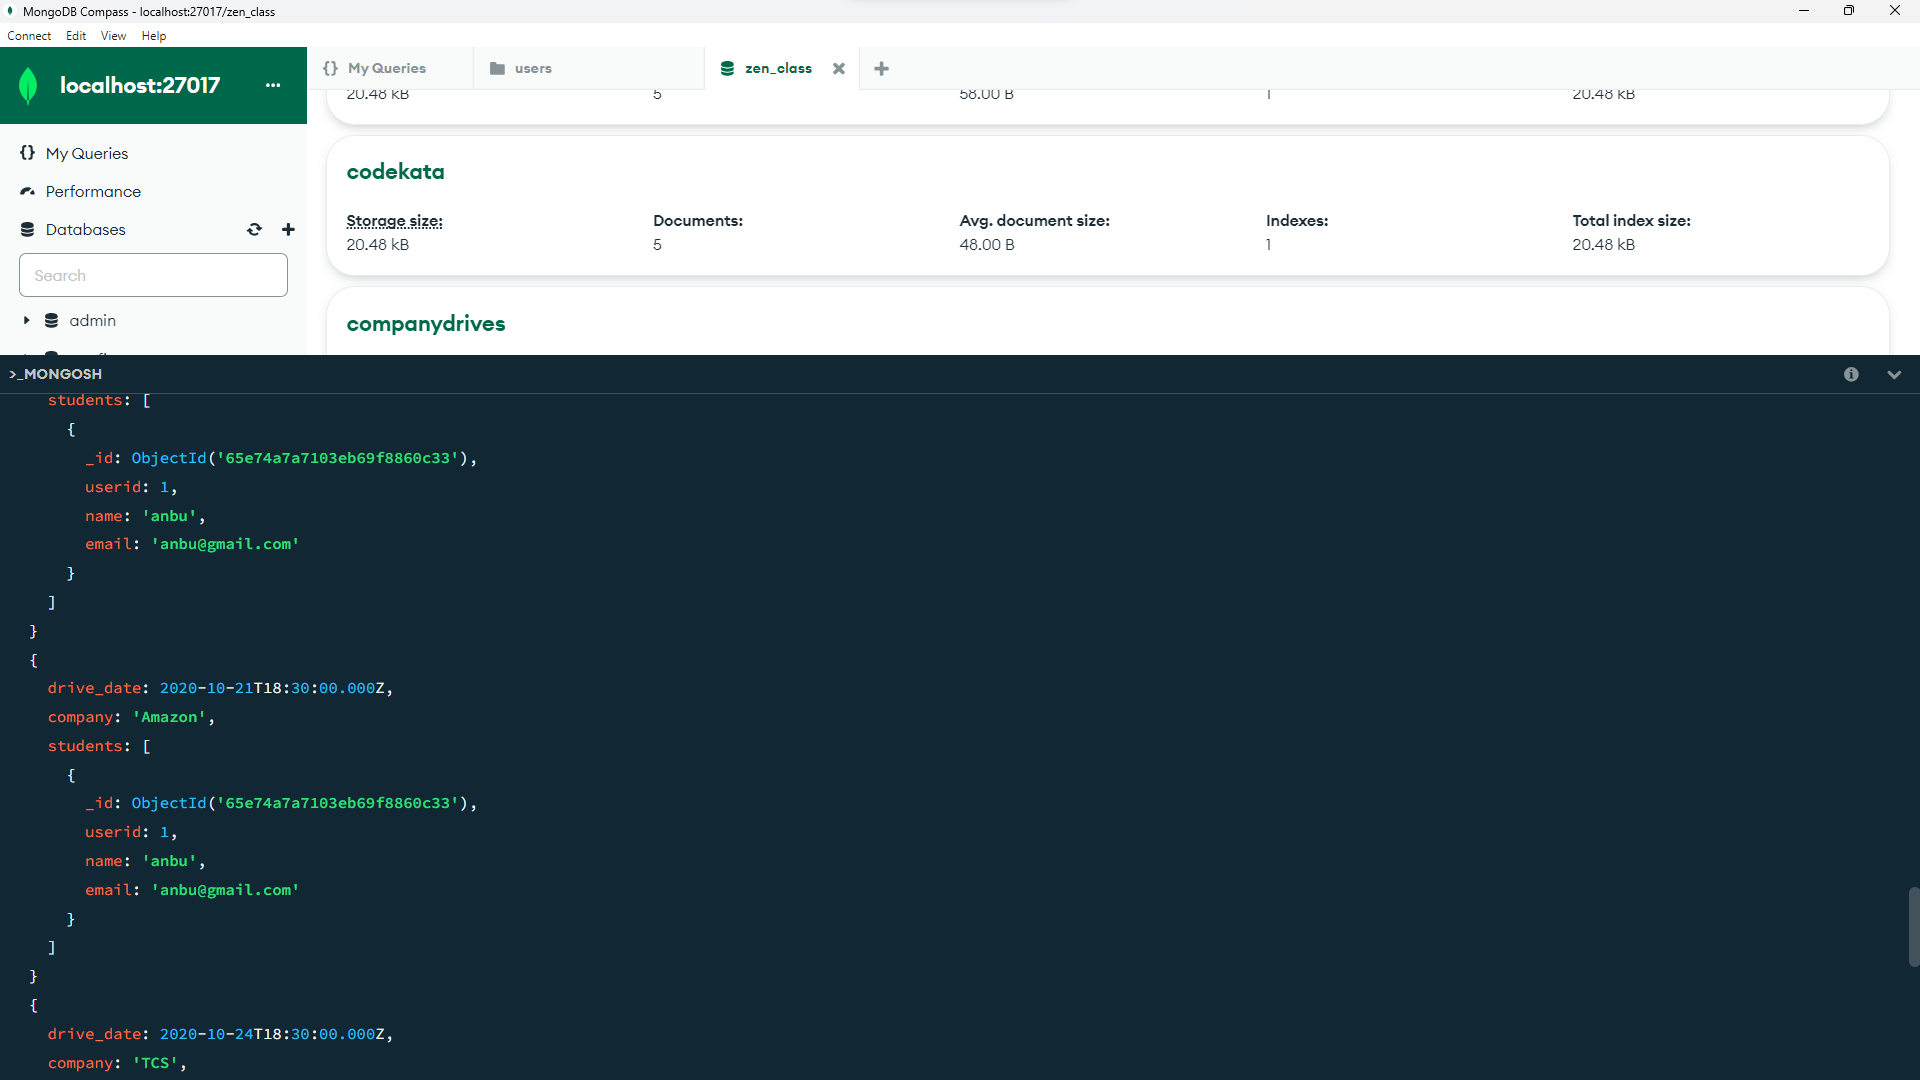 MongoDB Compass - localhost:27017/zen_class
Connect Edit View Help
localhost:27017 ...
{} My Queries
users
zen_class
20.48 kB 5 58.00 B 1 20.48 kB
{} My Queries
Performance
Databases
Search
admin
codekata
Storage size: Documents: Avg. document size: Indexes: Total index size:
20.48 kB 5 48.00 B 1 20.48 kB
companydrives
>_MONGOSH
students: [
{
_id: ObjectId('65e74a7a7103eb69f8860c33'),
userid: 1,
name: 'anbu',
email: 'anbu@gmail.com'
}
]
}
{
drive_date: 2020-10-21T18:30:00.000Z,
company: 'Amazon',
students: [
{
_id: ObjectId('65e74a7a7103eb69f8860c33'),
userid: 1,
name: 'anbu',
email: 'anbu@gmail.com'
}
]
}
{
drive_date: 2020-10-24T18:30:00.000Z,
company: 'TCS',